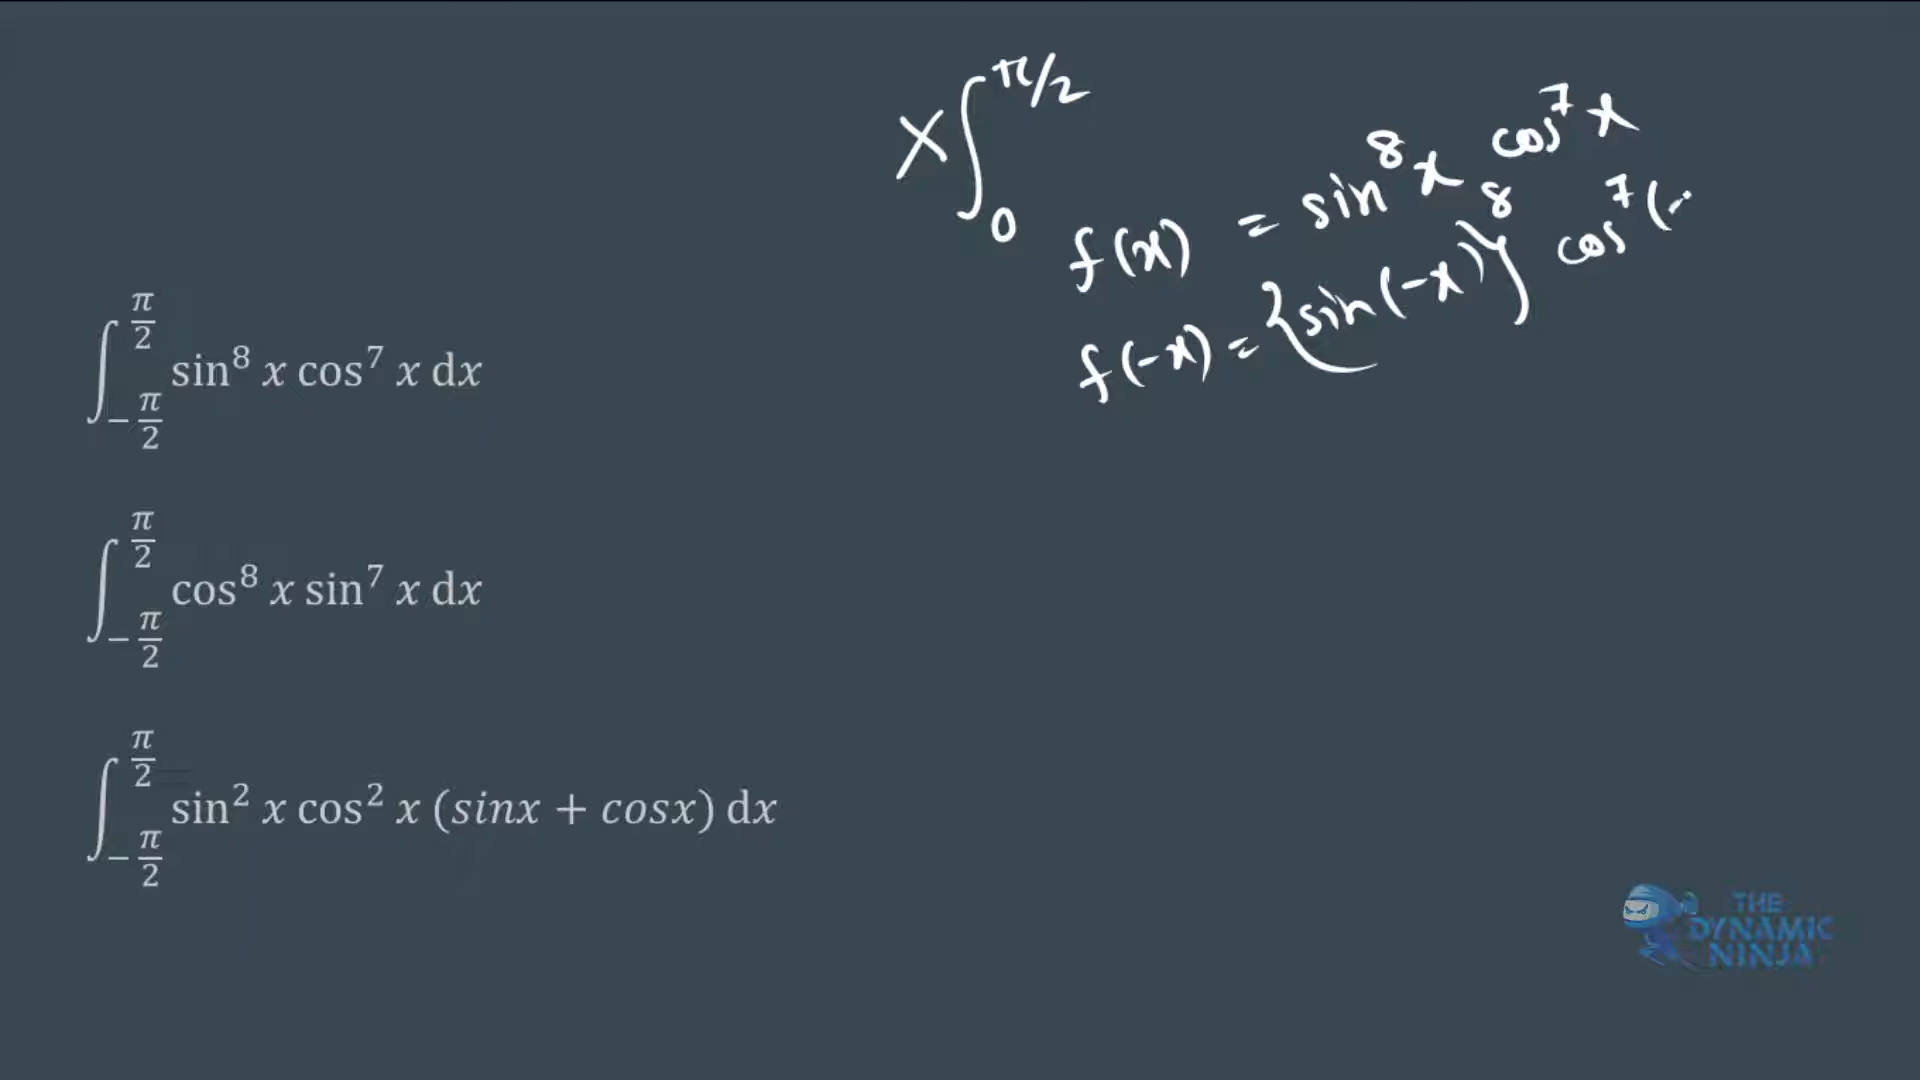 ∫_{-π/2}^{π/2} sin⁸ x cos⁷ x dx
∫_{-π/2}^{π/2} cos⁸ x sin⁷ x dx
∫_{-π/2}^{π/2} sin² x cos² x (sinx + cosx) dx
X ∫_0^{π/2}
f(x) = sin⁸x cos⁷x
f(-x) = {sin(-x)}⁸ cos⁷(
THE
DYNAMIC
NINJA